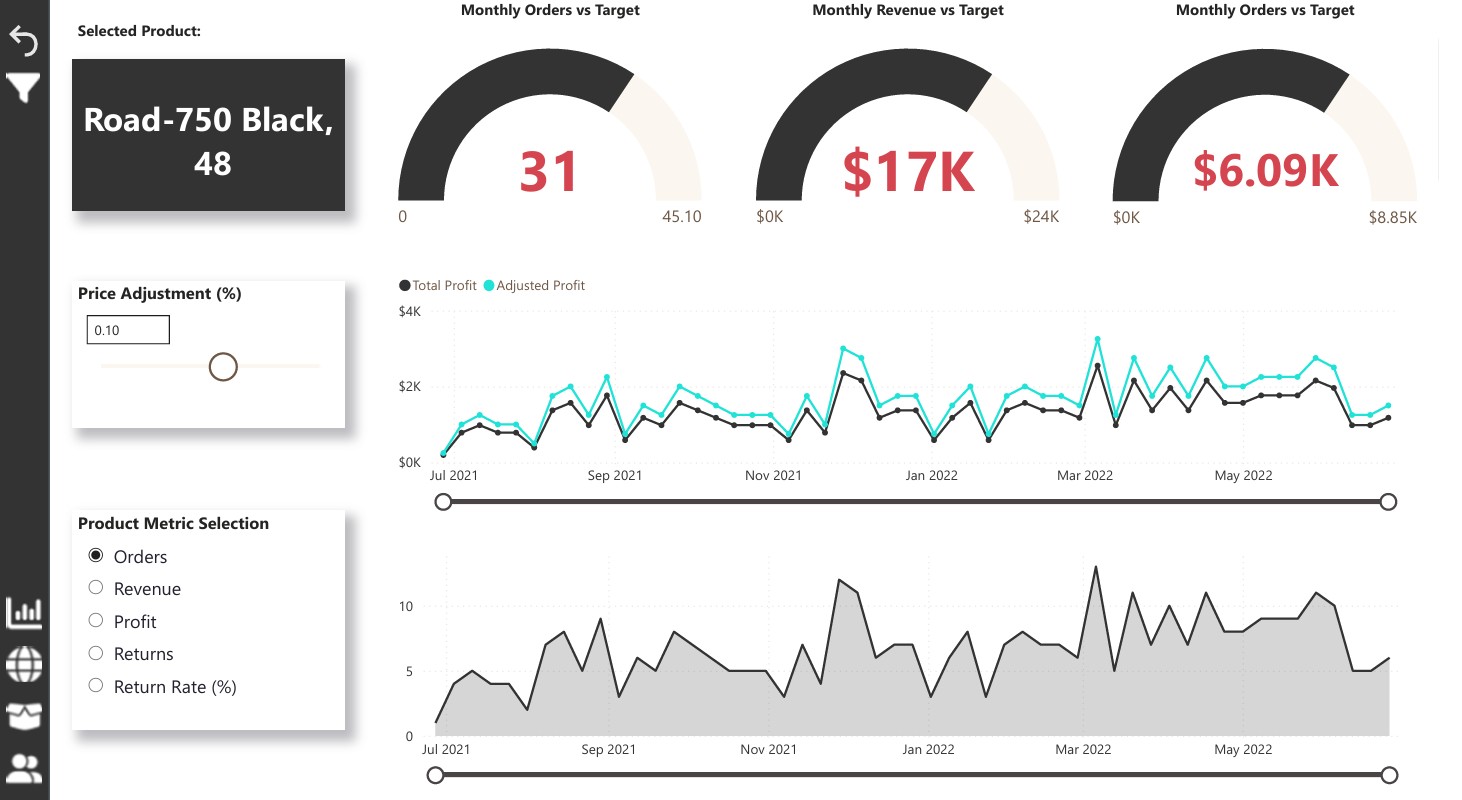 Selected Product:
Road-750 Black,
48
Monthly Orders vs Target
31
0
45.10
Monthly Revenue vs Target
$17K
$0K
$24K
Monthly Orders vs Target
$6.09K
$0K
$8.85K
Price Adjustment (%)
0.10
Total Profit
Adjusted Profit
$4K
$2K
$0K
Jul 2021
Sep 2021
Nov 2021
Jan 2022
Mar 2022
May 2022
Product Metric Selection
Orders
Revenue
Profit
Returns
Return Rate (%)
10
5
0
Jul 2021
Sep 2021
Nov 2021
Jan 2022
Mar 2022
May 2022